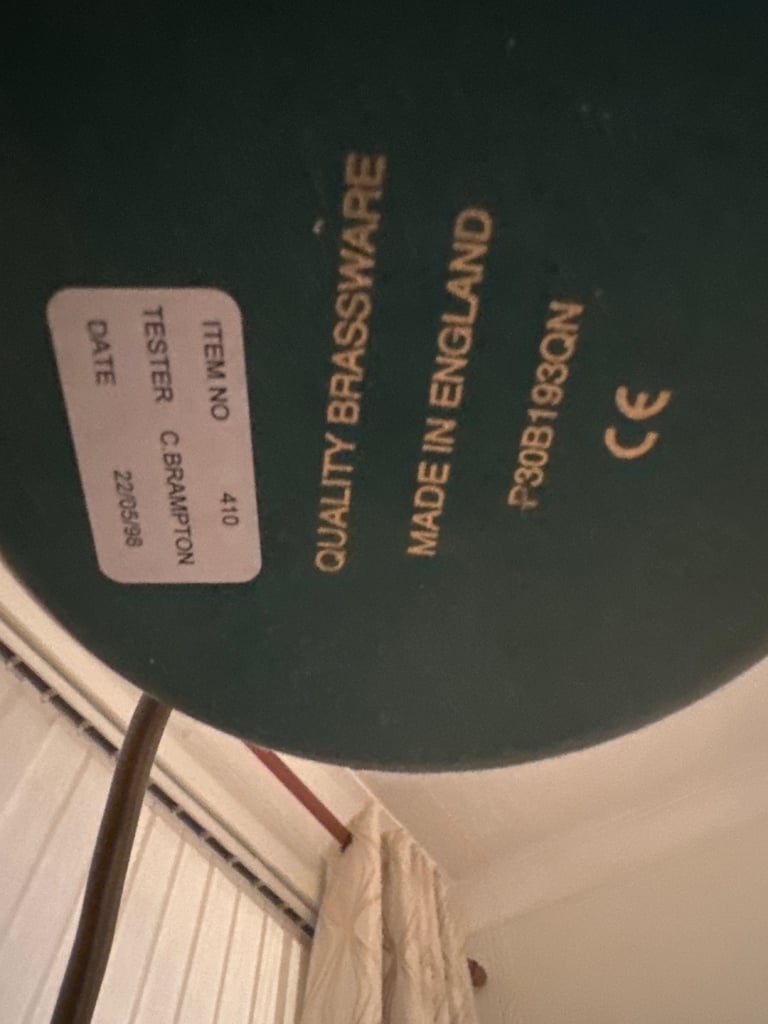 QUALITY BRASSWARE
MADE IN ENGLAND
P30B193QN
CE
ITEM NO 410
TESTER C.BRAMPTON
DATE 22/05/98